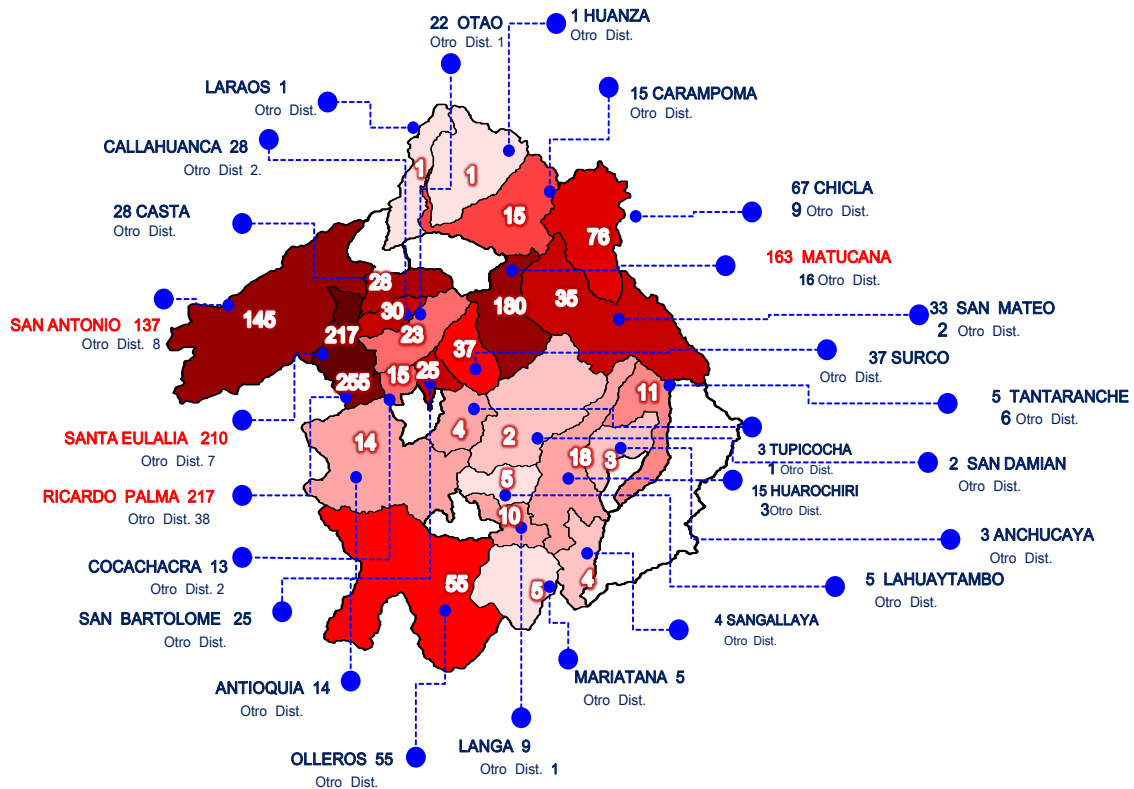 22 OTAO
Otro Dist. 1
1 HUANZA
Otro Dist.
LARAOS 1
Otro Dist.
15 CARAMPOMA
Otro Dist.
CALLAHUANCA 28
Otro Dist 2.
28 CASTA
Otro Dist.
67 CHICLA
9 Otro Dist.
163 MATUCANA
16 Otro Dist.
SAN ANTONIO 137
Otro Dist. 8
33 SAN MATEO
2 Otro Dist.
37 SURCO
Otro Dist.
5 TANTARANCHE
6 Otro Dist.
SANTA EULALIA 210
Otro Dist. 7
3 TUPICOCHA
1 Otro Dist.
2 SAN DAMIAN
Otro Dist.
RICARDO PALMA 217
Otro Dist. 38
15 HUAROCHIRI
3Otro Dist.
3 ANCHUCAYA
Otro Dist.
COCACHACRA 13
Otro Dist. 2
5 LAHUAYTAMBO
Otro Dist.
SAN BARTOLOME 25
Otro Dist.
4 SANGALLAYA
Otro Dist.
MARIATANA 5
Otro Dist.
ANTIOQUIA 14
Otro Dist.
LANGA 9
Otro Dist. 1
OLLEROS 55
Otro Dist.
1
1
15
76
28
30
145
217
23
37
180
35
255
15
25
11
14
4
2
18
3
5
10
55
5
4